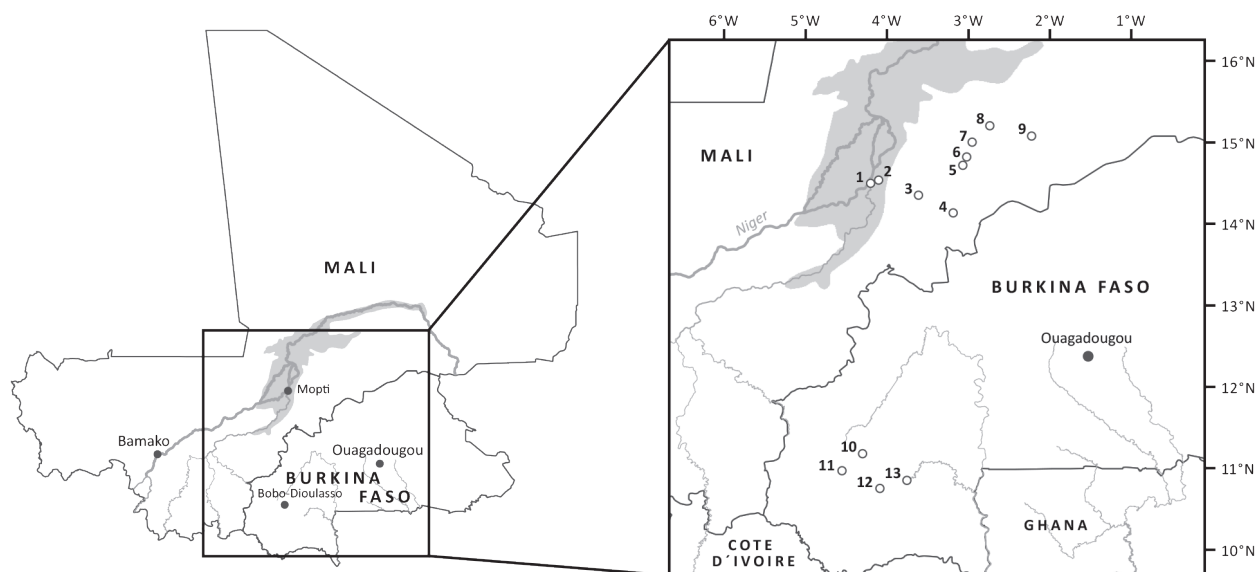 6°W 5°W 4°W 3°W 2°W 1°W
16°N
15°N
14°N
13°N
12°N
11°N
10°N
MALI
Niger
1
2
3
4
5
6
7
8
9
BURKINA FASO
Ouagadougou
10
11
12
13
GHANA
COTE
D´IVOIRE
MALI
Mopti
Bamako
Ouagadougou
BURKINA
FASO
Bobo-Dioulasso